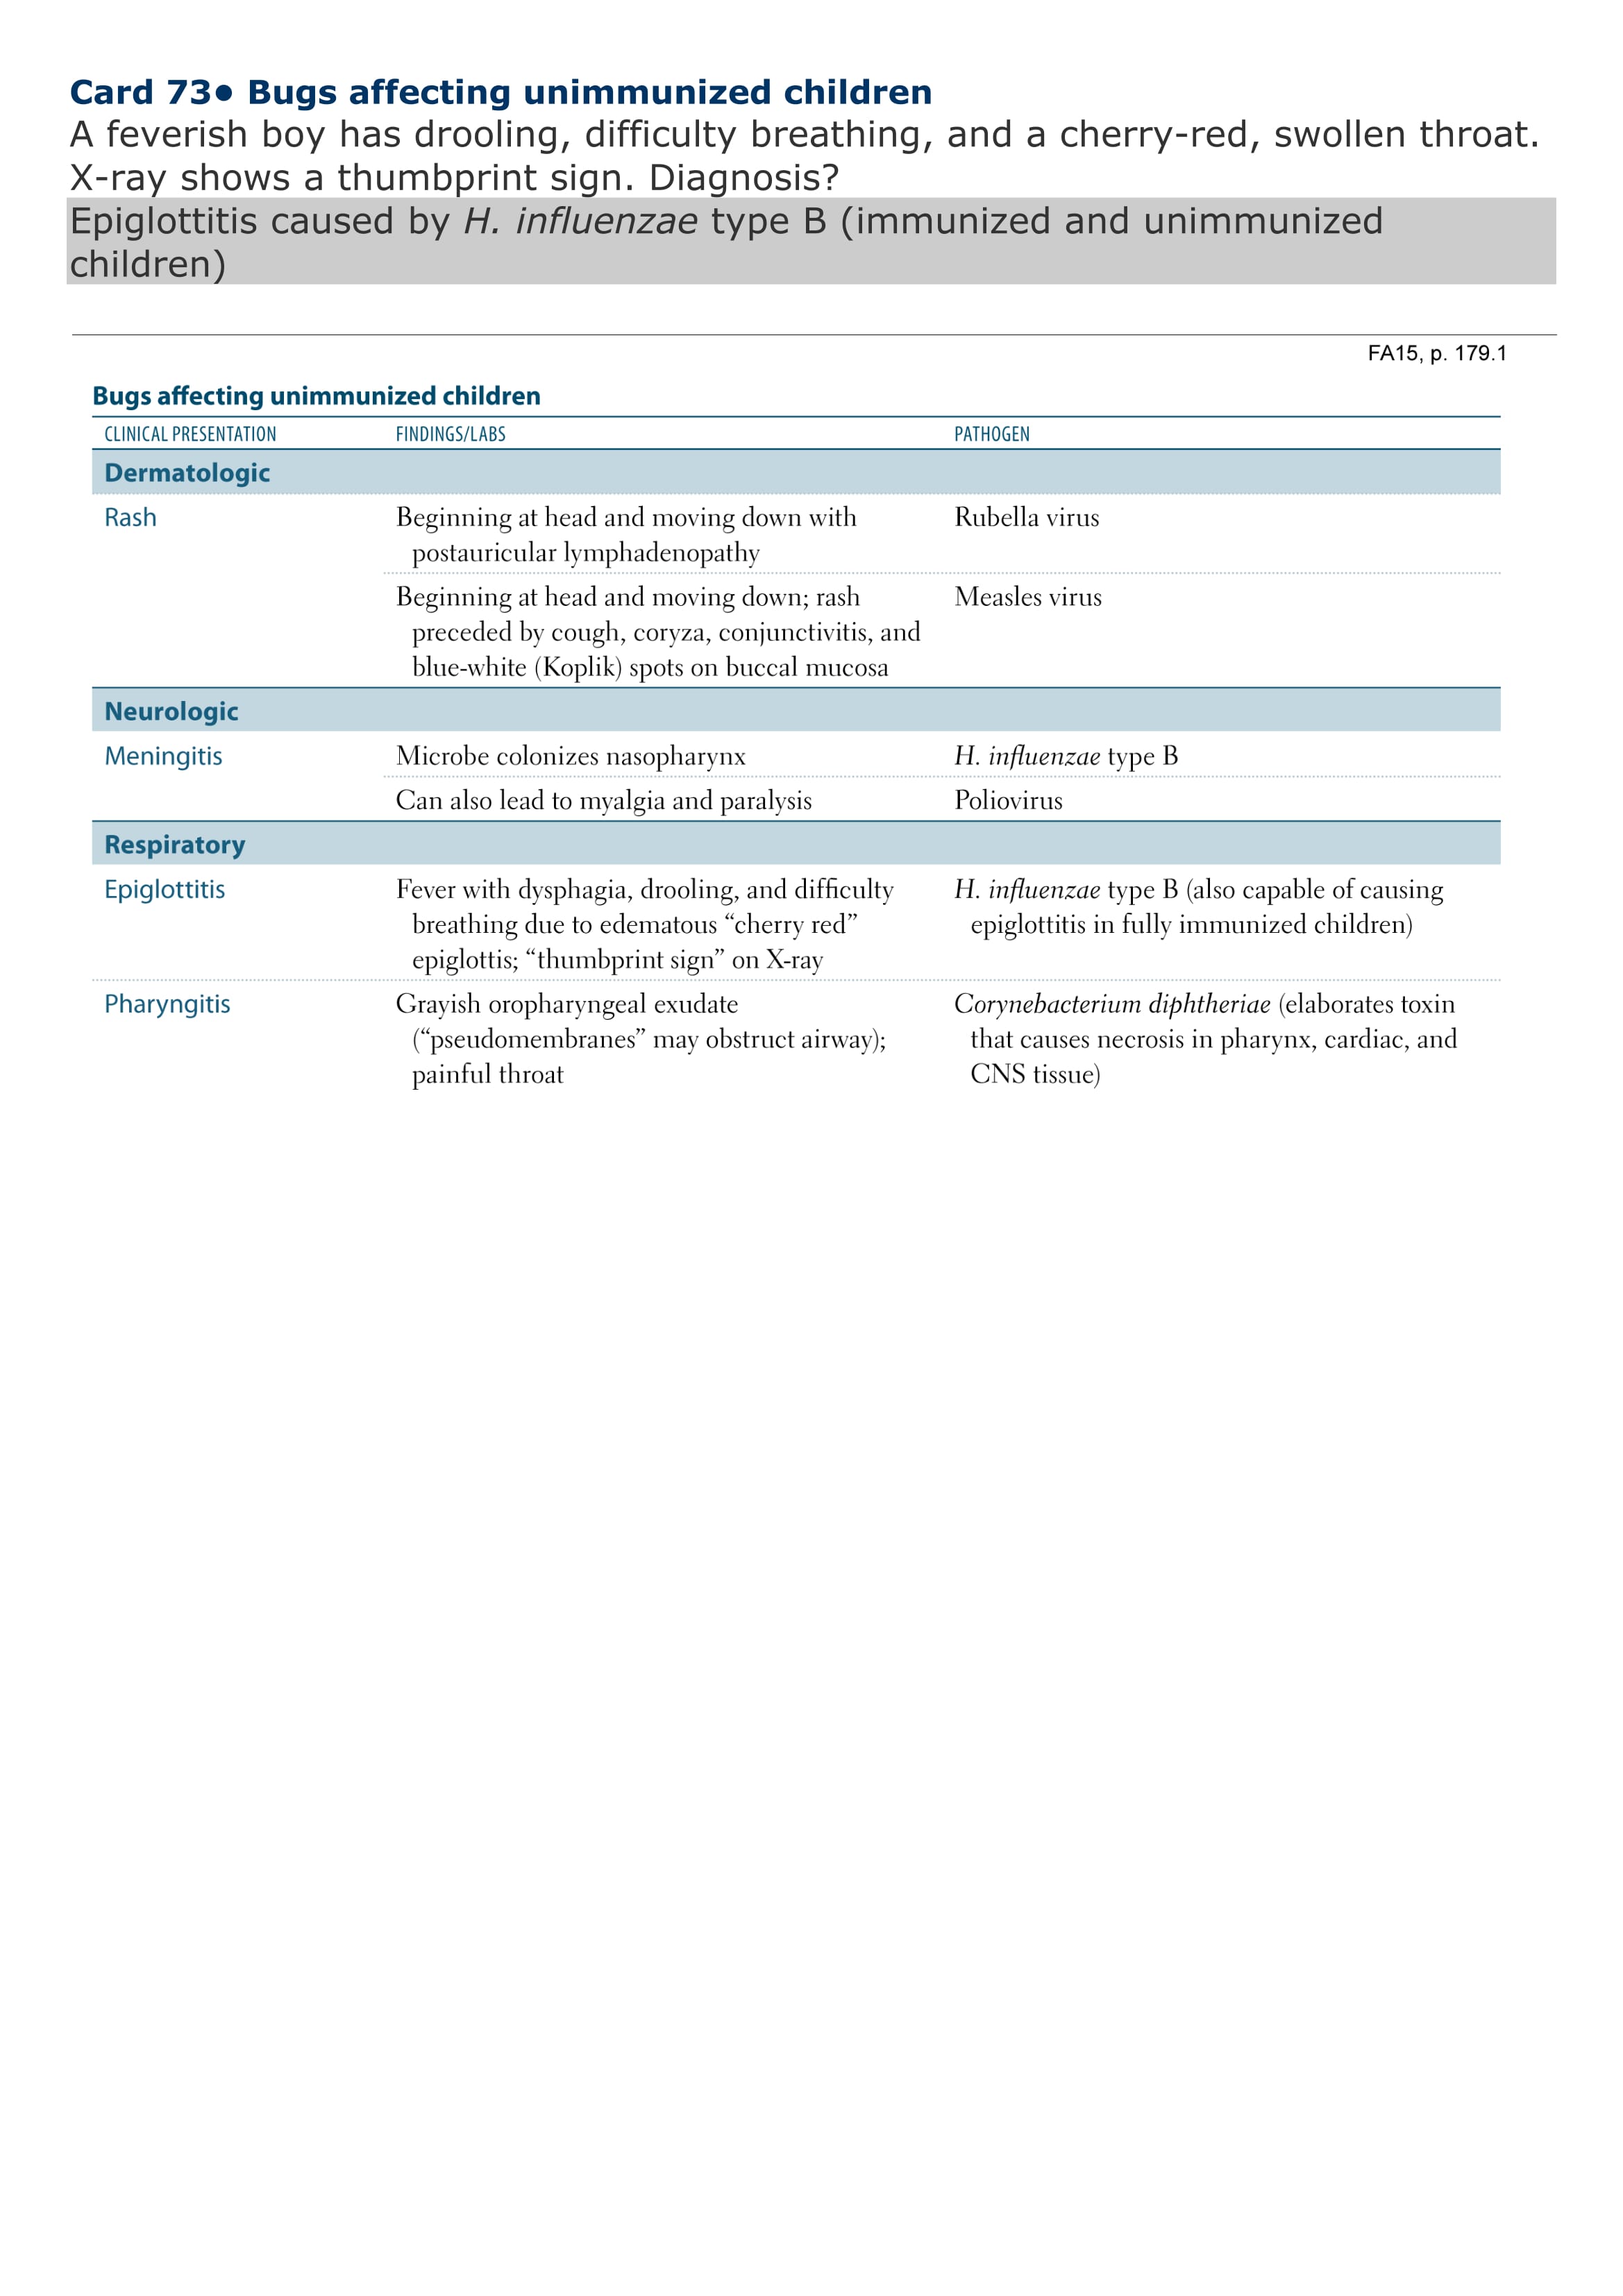 Card 73• Bugs affecting unimmunized children
A feverish boy has drooling, difficulty breathing, and a cherry-red, swollen throat.
X-ray shows a thumbprint sign. Diagnosis?
Epiglottitis caused by H. influenzae type B (immunized and unimmunized
children)
FA15, p. 179.1
Bugs affecting unimmunized children
CLINICAL PRESENTATION FINDINGS/LABS PATHOGEN
Dermatologic
Rash Beginning at head and moving down with Rubella virus
postauricular lymphadenopathy
Beginning at head and moving down; rash Measles virus
preceded by cough, coryza, conjunctivitis, and
blue-white (Koplik) spots on buccal mucosa
Neurologic
Meningitis Microbe colonizes nasopharynx H. influenzae type B
Can also lead to myalgia and paralysis Poliovirus
Respiratory
Epiglottitis Fever with dysphagia, drooling, and difficulty H. influenzae type B (also capable of causing
breathing due to edematous “cherry red” epiglottitis in fully immunized children)
epiglottis; “thumbprint sign” on X-ray
Pharyngitis Grayish oropharyngeal exudate Corynebacterium diphtheriae (elaborates toxin
(“pseudomembranes” may obstruct airway); that causes necrosis in pharynx, cardiac, and
painful throat CNS tissue)